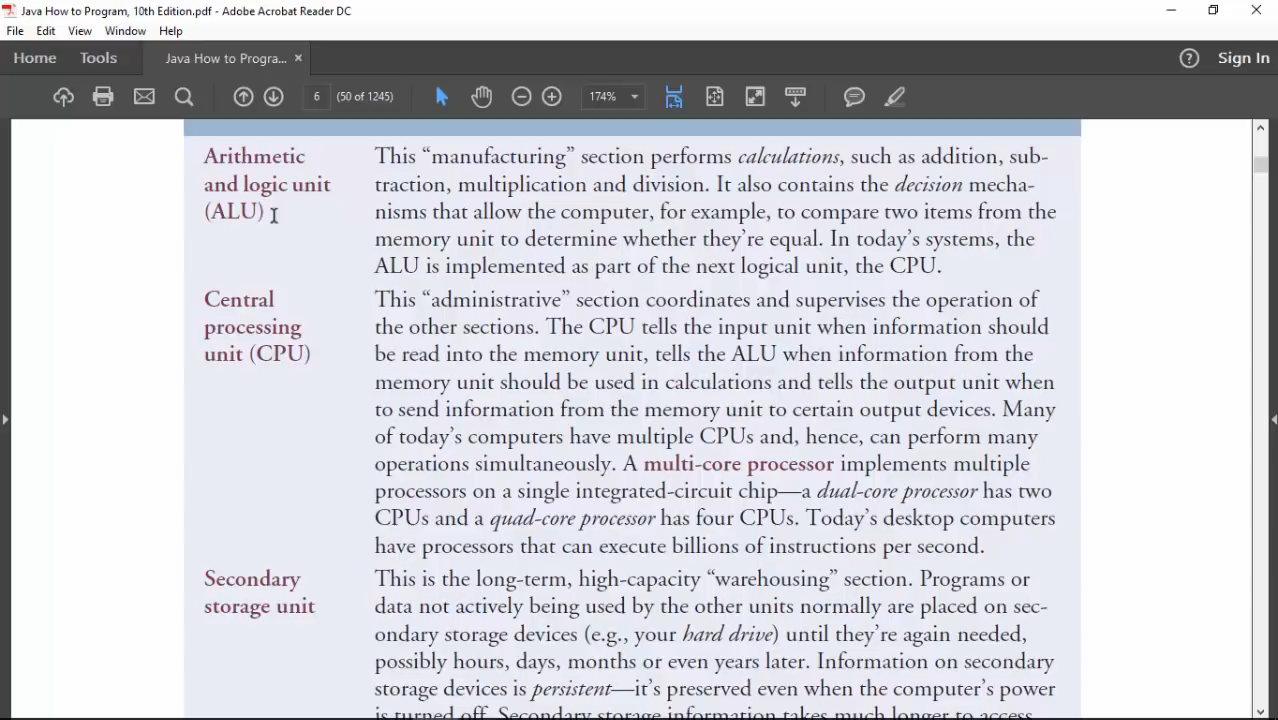 Java How to Program, 10th Edition.pdf - Adobe Acrobat Reader DC
File Edit View Window Help
Home Tools Java How to Progra... × Sign In
6 (50 of 1245) 174%
Arithmetic and logic unit (ALU)
This “manufacturing” section performs calculations, such as addition, sub-
traction, multiplication and division. It also contains the decision mecha-
nisms that allow the computer, for example, to compare two items from the
memory unit to determine whether they’re equal. In today’s systems, the
ALU is implemented as part of the next logical unit, the CPU.
Central processing unit (CPU)
This “administrative” section coordinates and supervises the operation of
the other sections. The CPU tells the input unit when information should
be read into the memory unit, tells the ALU when information from the
memory unit should be used in calculations and tells the output unit when
to send information from the memory unit to certain output devices. Many
of today’s computers have multiple CPUs and, hence, can perform many
operations simultaneously. A multi-core processor implements multiple
processors on a single integrated-circuit chip—a dual-core processor has two
CPUs and a quad-core processor has four CPUs. Today’s desktop computers
have processors that can execute billions of instructions per second.
Secondary storage unit
This is the long-term, high-capacity “warehousing” section. Programs or
data not actively being used by the other units normally are placed on sec-
ondary storage devices (e.g., your hard drive) until they’re again needed,
possibly hours, days, months or even years later. Information on secondary
storage devices is persistent—it’s preserved even when the computer’s power
is turned off. Secondary storage information takes much longer to access